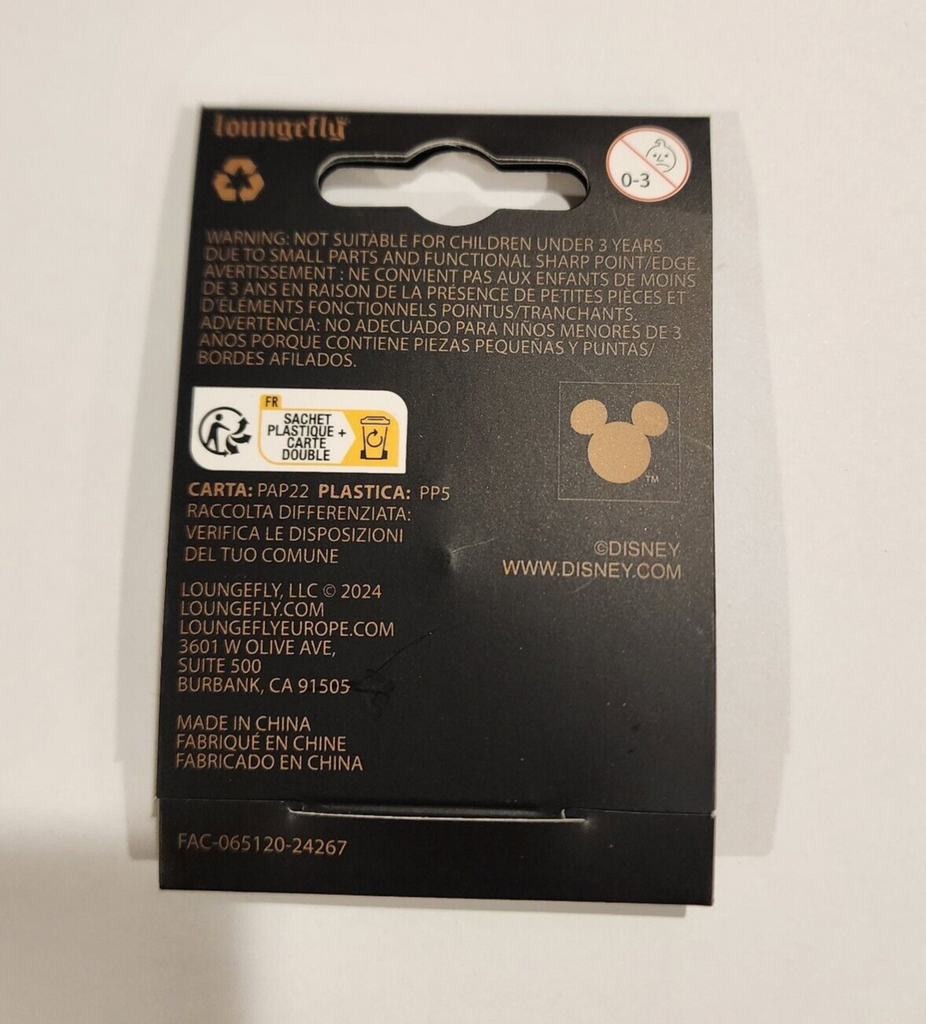 loungefly
0-3
WARNING: NOT SUITABLE FOR CHILDREN UNDER 3 YEARS
DUE TO SMALL PARTS AND FUNCTIONAL SHARP POINT/EDGE.
AVERTISSEMENT : NE CONVIENT PAS AUX ENFANTS DE MOINS
DE 3 ANS EN RAISON DE LA PRÉSENCE DE PETITES PIÈCES ET
D'ÉLÉMENTS FONCTIONNELS POINTUS/TRANCHANTS.
ADVERTENCIA: NO ADECUADO PARA NIÑOS MENORES DE 3
AÑOS PORQUE CONTIENE PIEZAS PEQUEÑAS Y PUNTAS/
BORDES AFILADOS.
FR
SACHET
PLASTIQUE +
CARTE
DOUBLE
TM
CARTA: PAP22 PLASTICA: PP5
RACCOLTA DIFFERENZIATA:
VERIFICA LE DISPOSIZIONI
DEL TUO COMUNE
©DISNEY
WWW.DISNEY.COM
LOUNGEFLY, LLC © 2024
LOUNGEFLY.COM
LOUNGEFLYEUROPE.COM
3601 W OLIVE AVE,
SUITE 500
BURBANK, CA 91505
MADE IN CHINA
FABRIQUÉ EN CHINE
FABRICADO EN CHINA
FAC-065120-24267